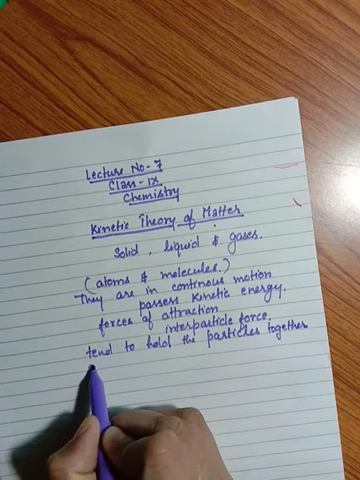 Lecture No-7
Class-IX
Chemistry
Kinetic Theory of Matter
Solid, liquid & gases.
(atoms & molecules.)
They are in continous motion
passers kinetic energy.
forces of attraction
interparticle force.
tend to hold the particles together